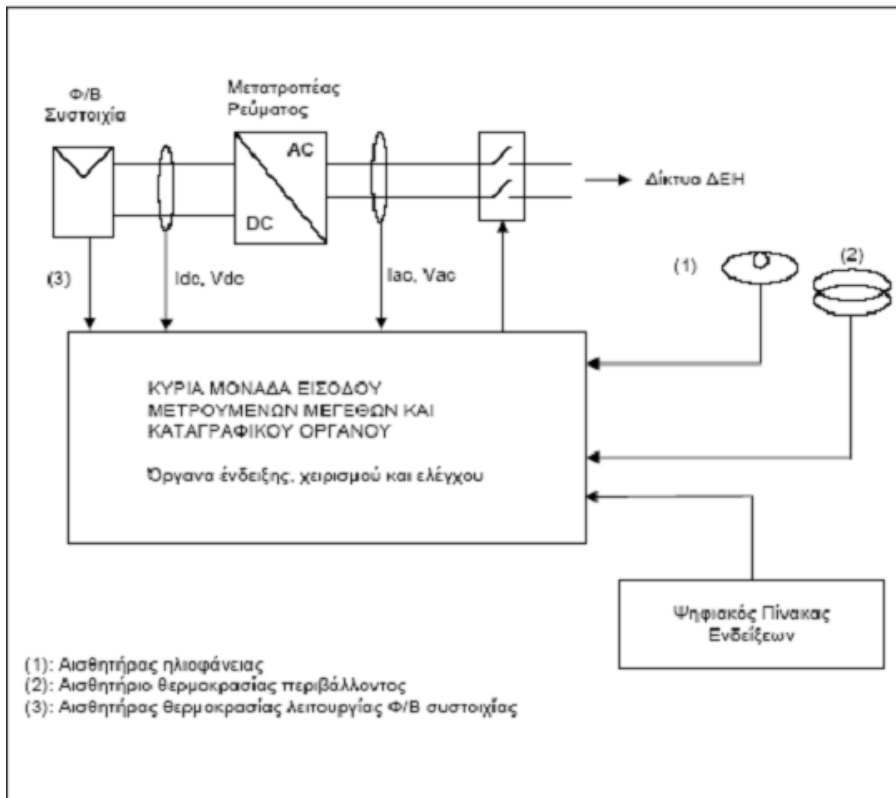 Φ/Β
Συστοιχία
Μετατροπέας
Ρεύματος
AC
DC
Δίκτυα ΔΕΗ
(3)
Idc, Vdc
Iac, Vac
(1)
(2)
ΚΥΡΙΑ ΜΟΝΑΔΑ ΕΙΣΟΔΟΥ
ΜΕΤΡΟΥΜΕΝΩΝ ΜΕΓΕΘΩΝ ΚΑΙ
ΚΑΤΑΓΡΑΦΙΚΟΥ ΟΡΓΑΝΟΥ
Όργανα ένδειξης, χειρισμού και ελέγχου
Ψηφιακός Πίνακας
Ενδείξεων
(1): Αισθητήρας ηλιοφάνειας
(2): Αισθητήριο θερμοκρασίας περιβάλλοντος
(3): Αισθητήρας θερμοκρασίας λειτουργίας Φ/Β συστοιχίας